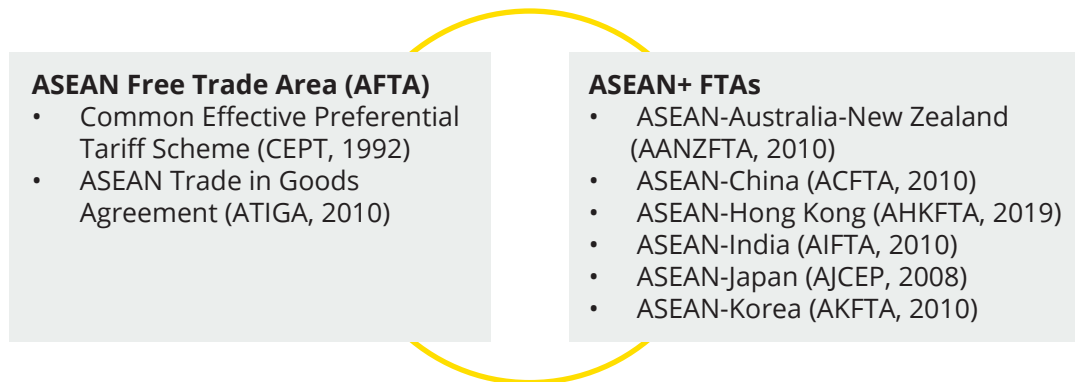 ASEAN Free Trade Area (AFTA)
• Common Effective Preferential
Tariff Scheme (CEPT, 1992)
• ASEAN Trade in Goods
Agreement (ATIGA, 2010)
ASEAN+ FTAs
• ASEAN-Australia-New Zealand
(AANZFTA, 2010)
• ASEAN-China (ACFTA, 2010)
• ASEAN-Hong Kong (AHKFTA, 2019)
• ASEAN-India (AIFTA, 2010)
• ASEAN-Japan (AJCEP, 2008)
• ASEAN-Korea (AKFTA, 2010)